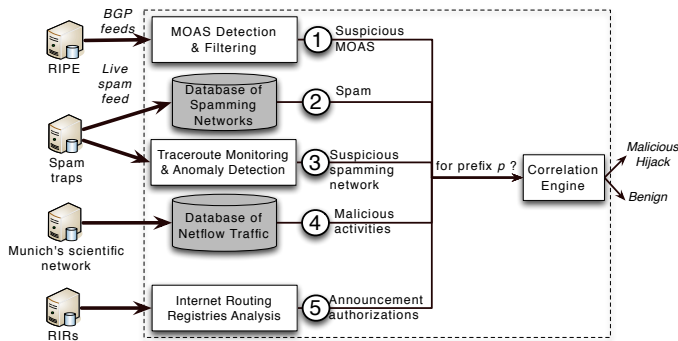 BGP
feeds
RIPE
MOAS Detection
& Filtering
1
Suspicious
MOAS
Live
spam
feed
Database of
Spamming
Networks
2
Spam
Spam
traps
Traceroute Monitoring
& Anomaly Detection
3
Suspicious
spamming
network
for prefix p ?
Correlation
Engine
Malicious
Hijack
Benign
Munich's scientific
network
Database of
Netflow Traffic
4
Malicious
activities
RIRs
Internet Routing
Registries Analysis
5
Announcement
authorizations